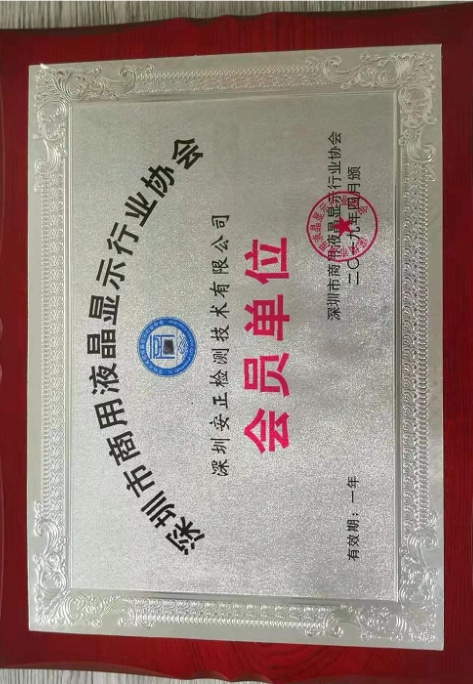 深圳市商用液晶显示行业协会
深圳安正检测技术有限公司
会员单位
有效期：一年
深圳市商用液晶显示行业协会
二〇一九年四月颁